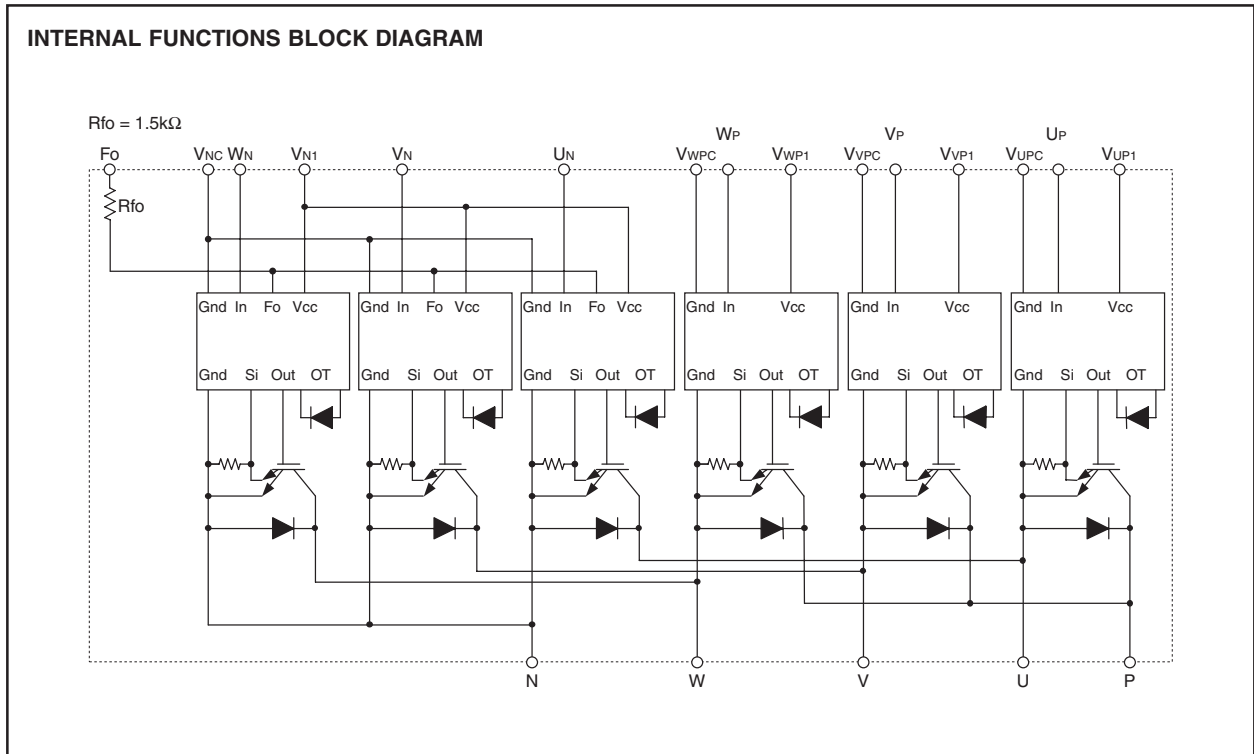 INTERNAL FUNCTIONS BLOCK DIAGRAM
Rfo = 1.5kΩ
WP VP UP
Fo VNC WN VN1 VN UN VWPC VWP1 VVPC VVP1 VUPC VUP1
Rfo
Gnd In Fo Vcc Gnd In Fo Vcc Gnd In Fo Vcc Gnd In Vcc Gnd In Vcc Gnd In Vcc
Gnd Si Out OT Gnd Si Out OT Gnd Si Out OT Gnd Si Out OT Gnd Si Out OT Gnd Si Out OT
N W V U P